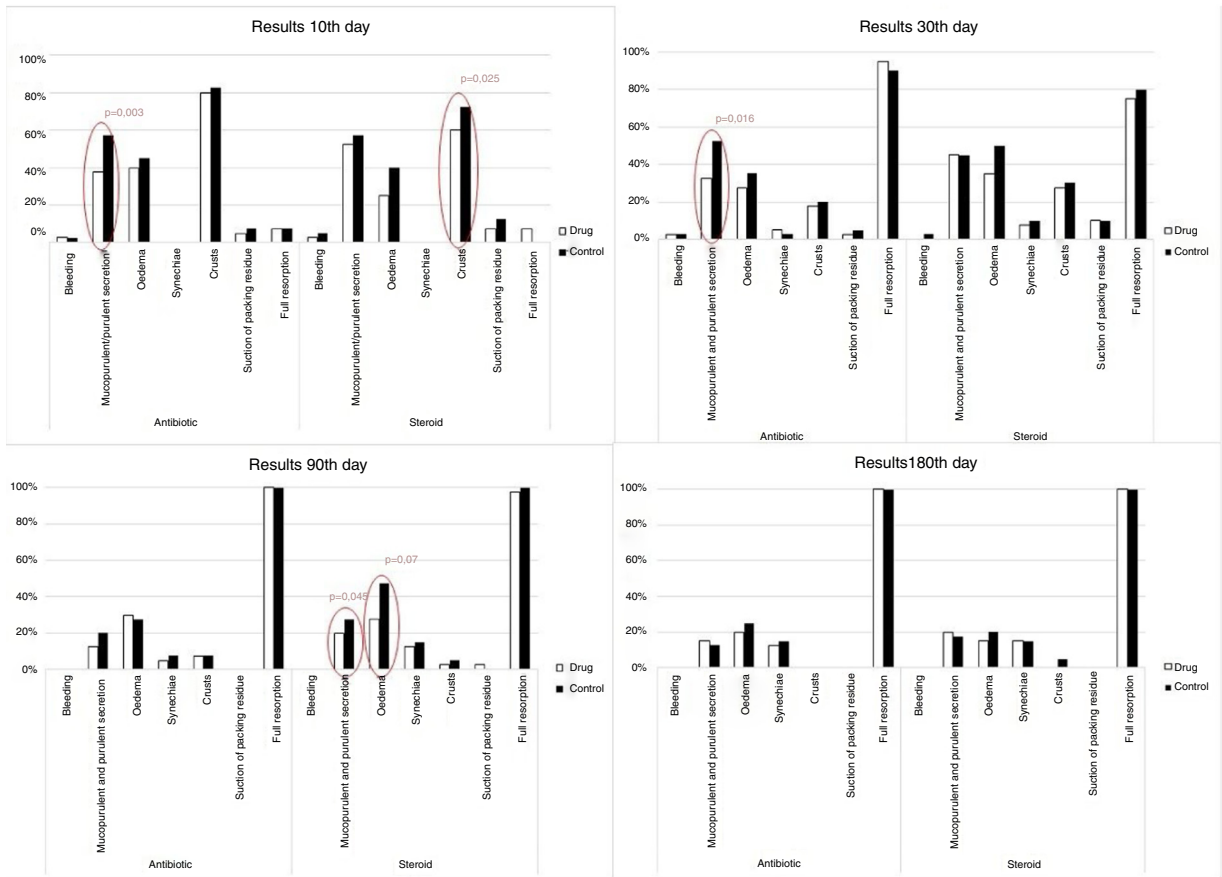 Results 10th day
100%
80%
60%
40%
20%
0%
p=0,003
p=0,025
Drug
Control
Bleeding
Mucopurulent/purulent secretion
Oedema
Synechiae
Crusts
Suction of packing residue
Full resorption
Bleeding
Mucopurulent/purulent secretion
Oedema
Synechiae
Crusts
Suction of packing residue
Full resorption
Antibiotic
Steroid
Results 30th day
100%
80%
60%
40%
20%
0%
p=0,016
Drug
Control
Bleeding
Mucopurulent and purulent secretion
Oedema
Synechiae
Crusts
Suction of packing residue
Full resorption
Bleeding
Mucopurulent and purulent secretion
Oedema
Synechiae
Crusts
Suction of packing residue
Full resorption
Antibiotic
Steroid
Results 90th day
100%
80%
60%
40%
20%
0%
p=0,045
p=0,07
Drug
Control
Bleeding
Mucopurulent and purulent secretion
Oedema
Synechiae
Crusts
Suction of packing residue
Full resorption
Bleeding
Mucopurulent and purulent secretion
Oedema
Synechiae
Crusts
Suction of packing residue
Full resorption
Antibiotic
Steroid
Results180th day
100%
80%
60%
40%
20%
0%
Drug
Control
Bleeding
Mucopurulent and purulent secretion
Oedema
Synechiae
Crusts
Suction of packing residue
Full resorption
Bleeding
Mucopurulent and purulent secretion
Oedema
Synechiae
Crusts
Suction of packing residue
Full resorption
Antibiotic
Steroid